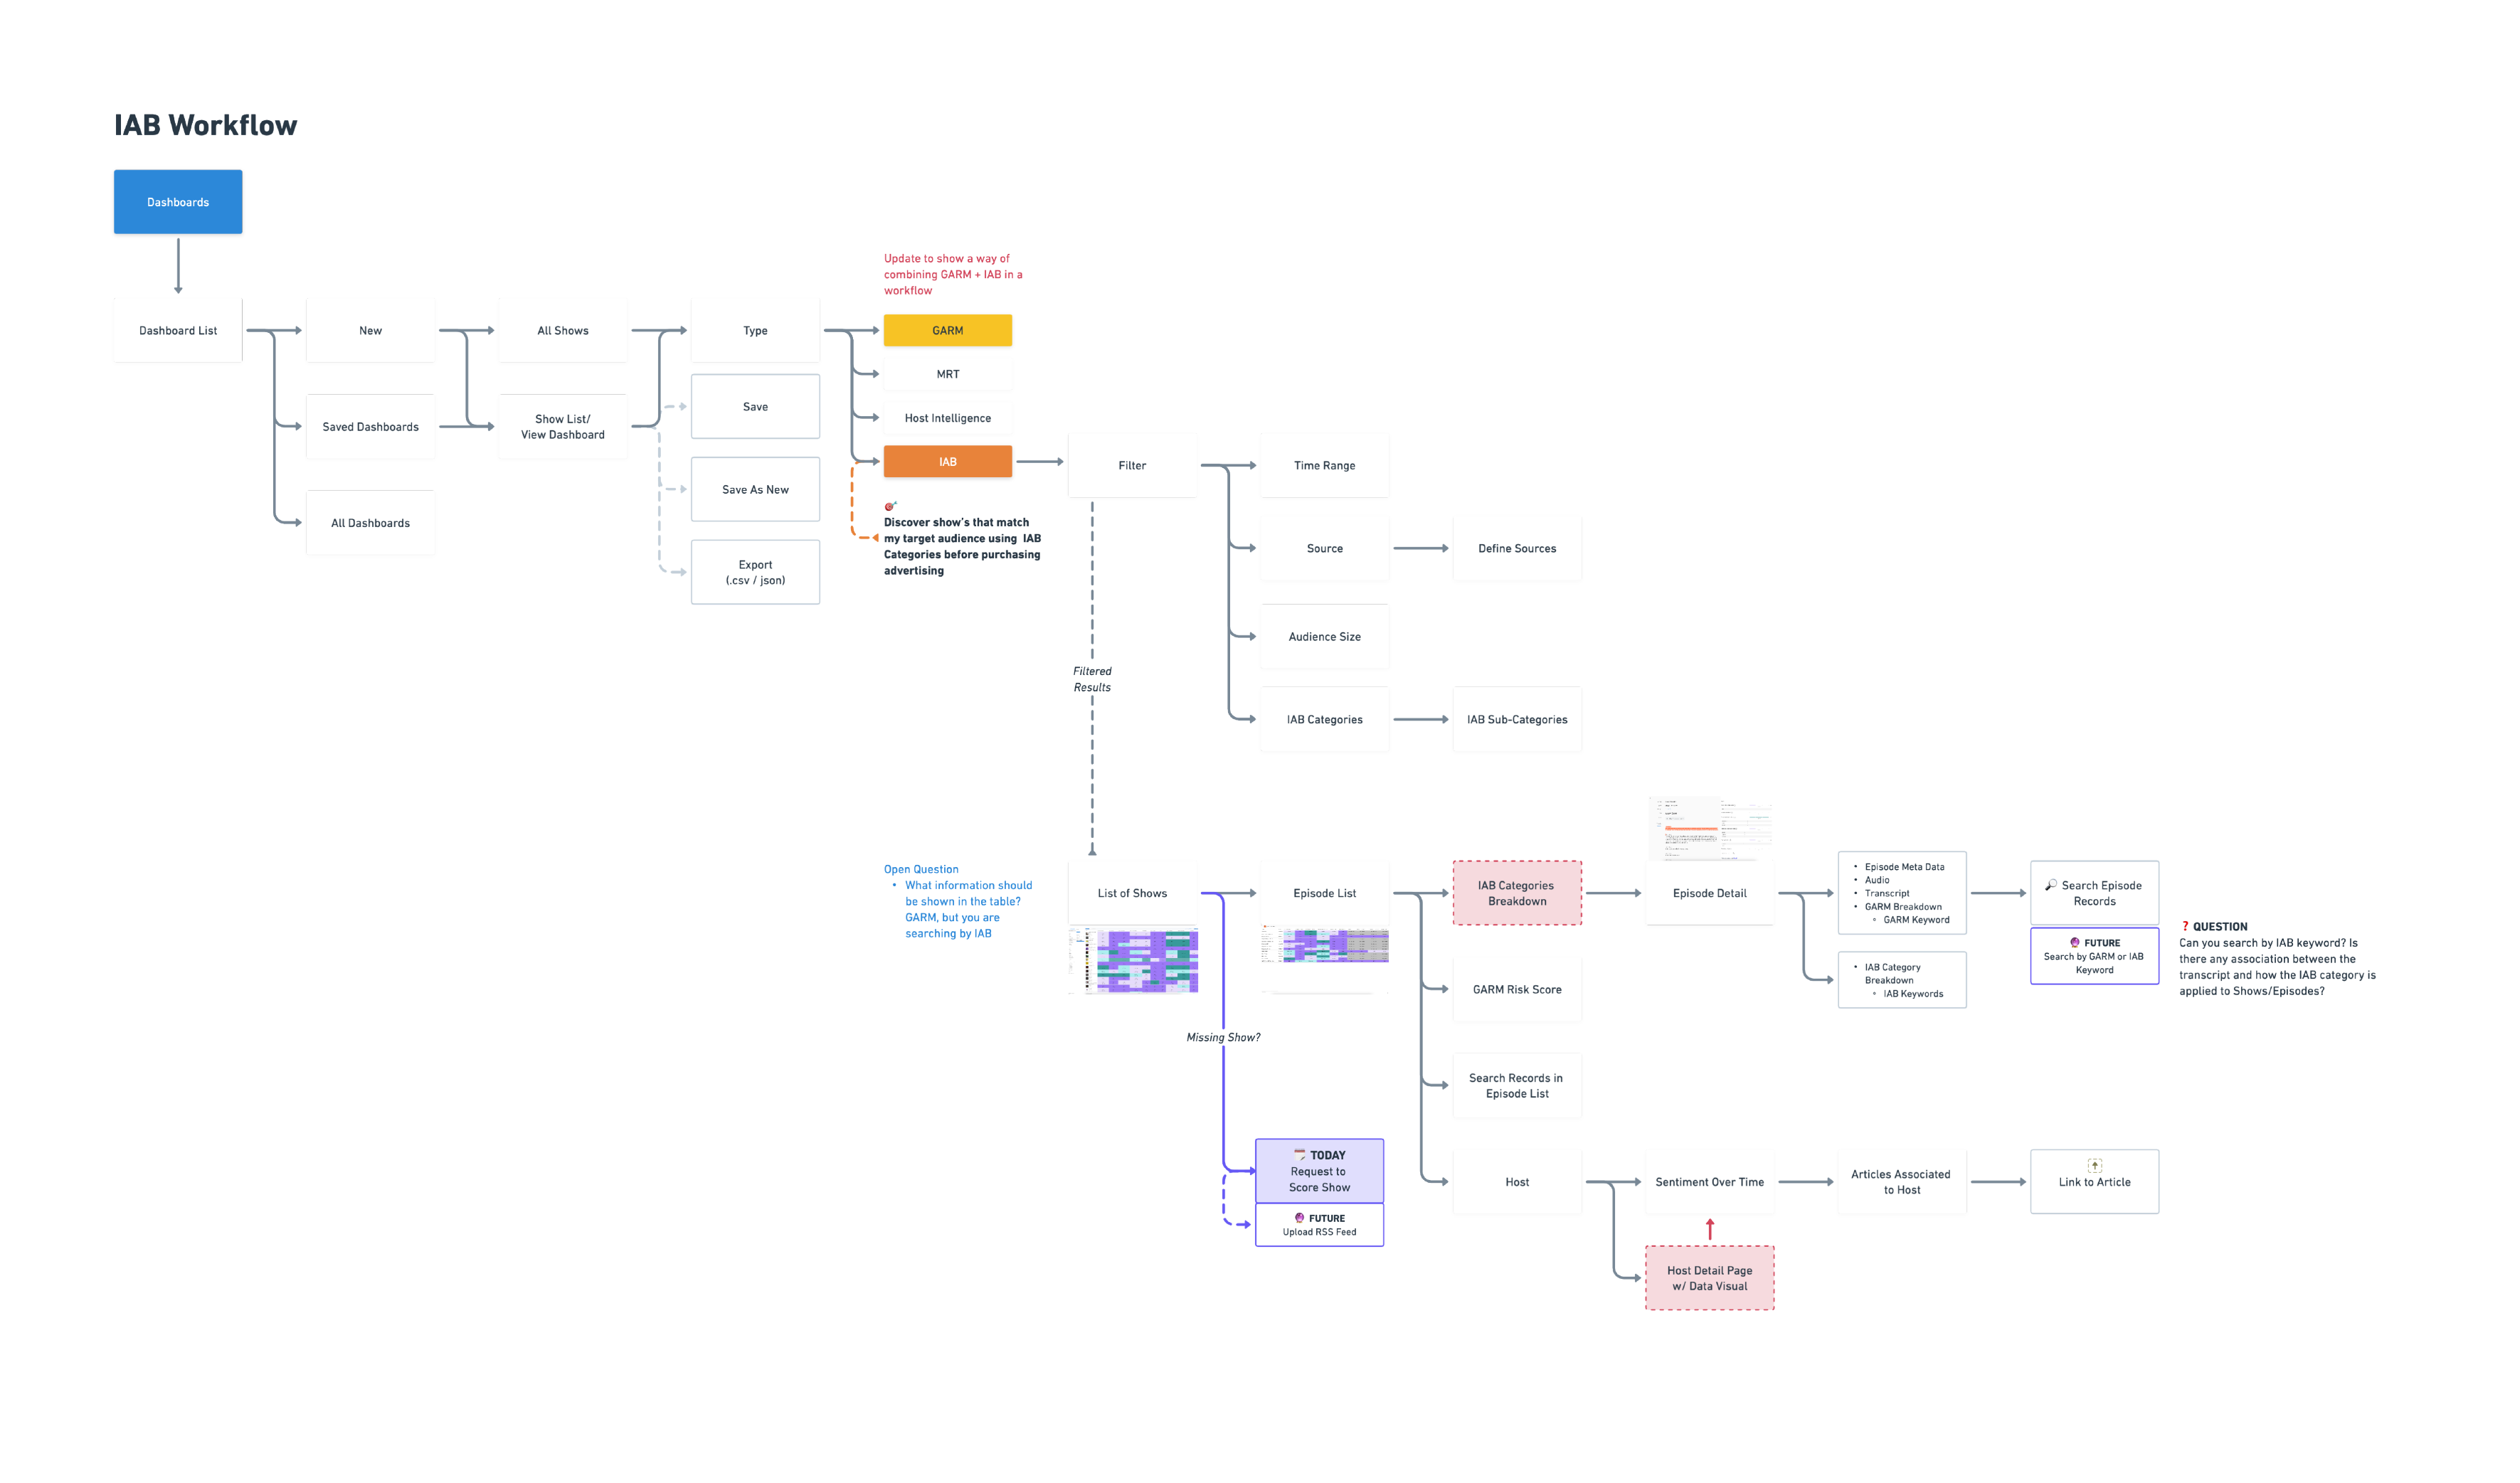 IAB Workflow
Dashboards
Update to show a way of
combining GARM + IAB in a
workflow
Dashboard List
New
All Shows
Type
GARM
MRT
Saved Dashboards
Show List/
View Dashboard
Save
Host Intelligence
IAB
Filter
Time Range
Save As New
All Dashboards
Discover show's that match
my target audience using IAB
Categories before purchasing
advertising
Source
Define Sources
Export
(.csv / json)
Audience Size
Filtered
Results
IAB Categories
IAB Sub-Categories
Open Question
• What information should
be shown in the table?
GARM, but you are
searching by IAB
List of Shows
Episode List
IAB Categories
Breakdown
Episode Detail
• Episode Meta Data
• Audio
• Transcript
• GARM Breakdown
◦ GARM Keyword
🔎 Search Episode
Records
🔮 FUTURE
Search by GARM or IAB
Keyword
❓ QUESTION
Can you search by IAB keyword? Is
there any association between the
transcript and how the IAB category is
applied to Shows/Episodes?
• IAB Category
Breakdown
◦ IAB Keywords
GARM Risk Score
Missing Show?
Search Records in
Episode List
TODAY
Request to
Score Show
🔮 FUTURE
Upload RSS Feed
Host
Sentiment Over Time
Articles Associated
to Host
Link to Article
Host Detail Page
w/ Data Visual